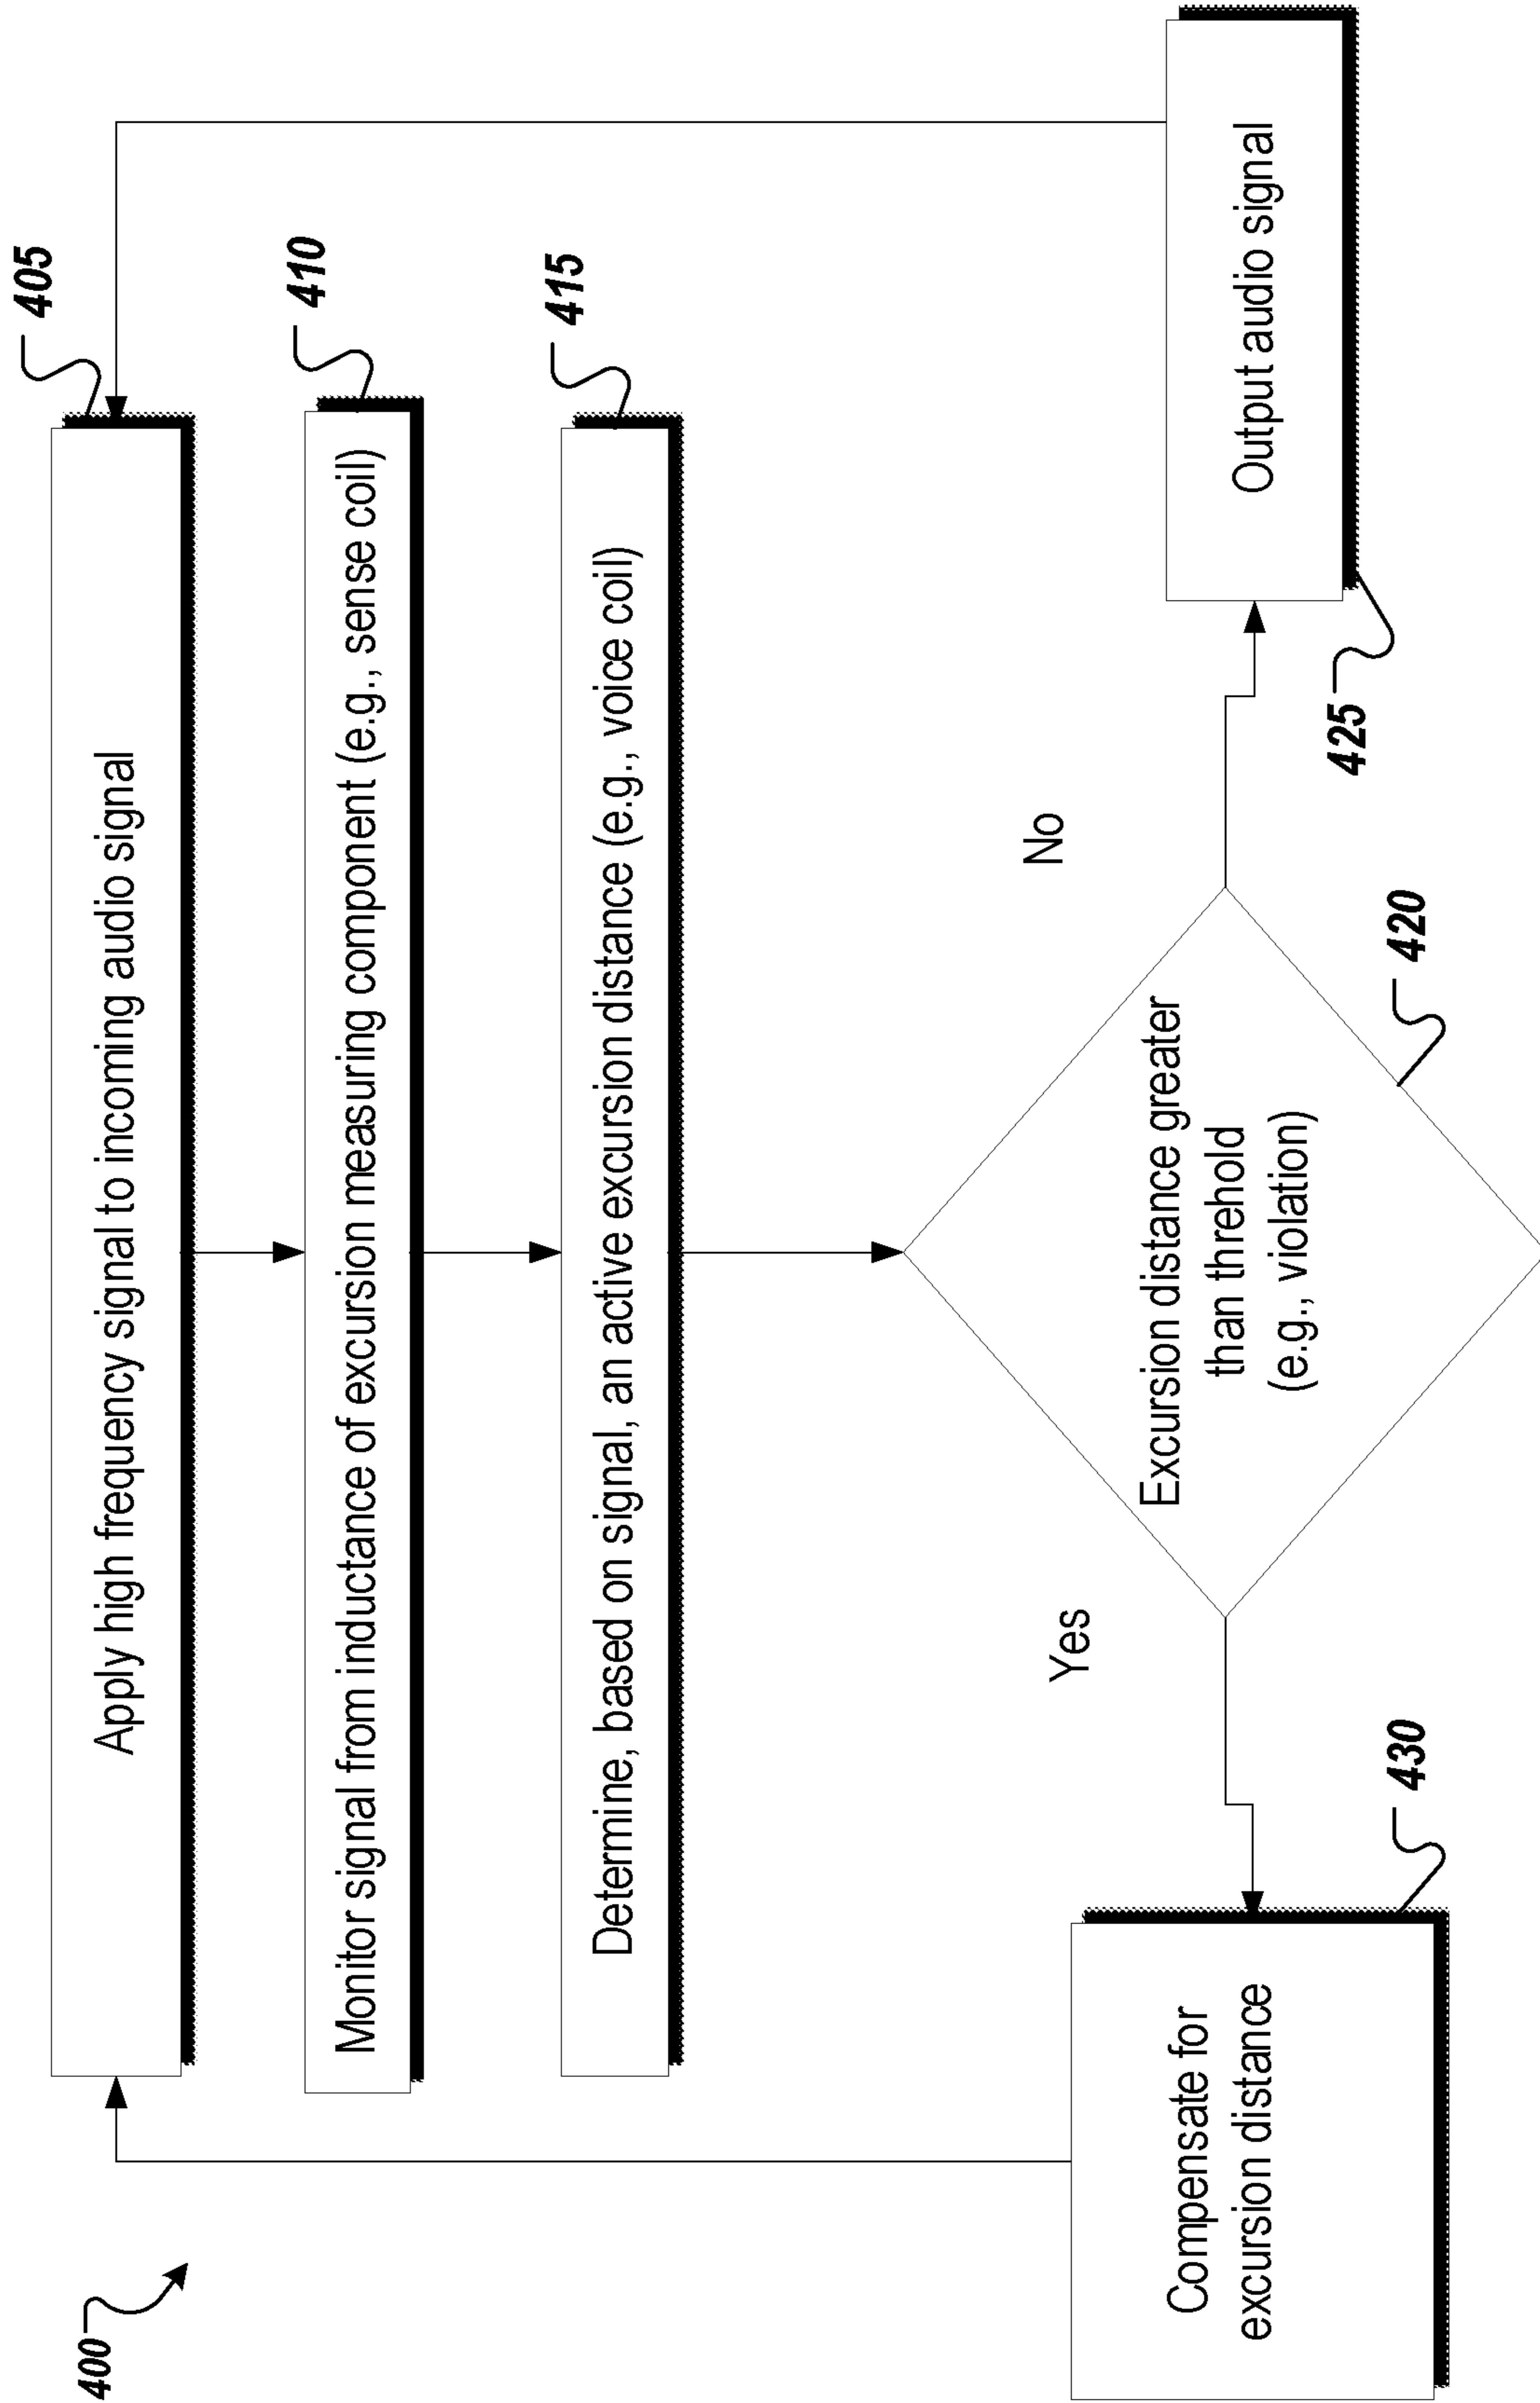 400
405
Apply high frequency signal to incoming audio signal
410
Monitor signal from inductance of excursion measuring component (e.g., sense coil)
415
Determine, based on signal, an active excursion distance (e.g., voice coil)
Yes
No
Excursion distance greater
than threhold
(e.g., violation)
420
Compensate for
excursion distance
430
Output audio signal
425